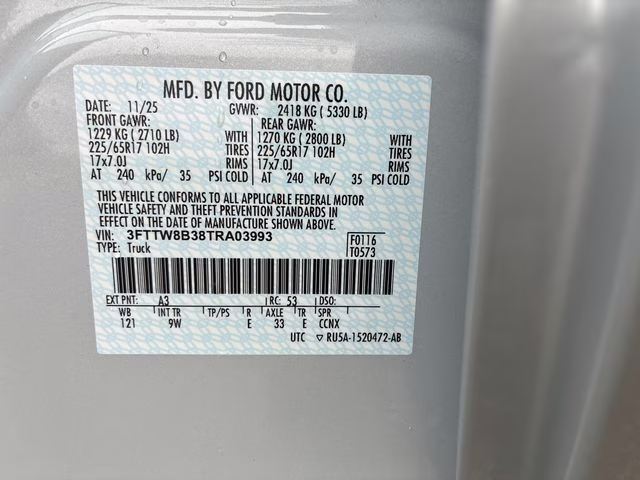 MFD. BY FORD MOTOR CO.
DATE: 11/25 GVWR: 2418 KG ( 5330 LB)
FRONT GAWR: REAR GAWR:
1229 KG ( 2710 LB) WITH 1270 KG ( 2800 LB) WITH
225/65R17 102H TIRES 225/65R17 102H TIRES
17x7.0J RIMS 17x7.0J RIMS
AT 240 kPa/ 35 PSI COLD AT 240 kPa/ 35 PSI COLD
THIS VEHICLE CONFORMS TO ALL APPLICABLE FEDERAL MOTOR
VEHICLE SAFETY AND THEFT PREVENTION STANDARDS IN
EFFECT ON THE DATE OF MANUFACTURE SHOWN ABOVE.
VIN: 3FTTW8B38TRA03993 F0116
TYPE: Truck T0573
EXT PNT: A3 RC: 53 DSO:
WB INT TR TP/PS R AXLE TR SPR
121 9W E 33 E CCNX
UTC ▽ RU5A-1520472-AB